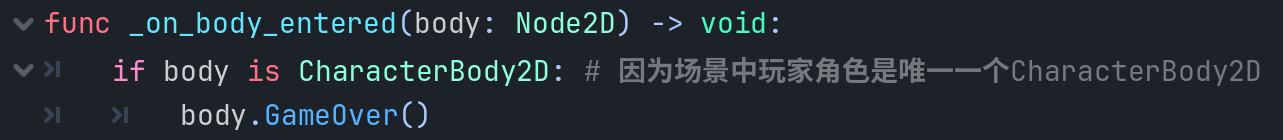 func _on_body_entered(body: Node2D) -> void:
if body is CharacterBody2D: # 因为场景中玩家角色是唯一一个CharacterBody2D
body.GameOver()